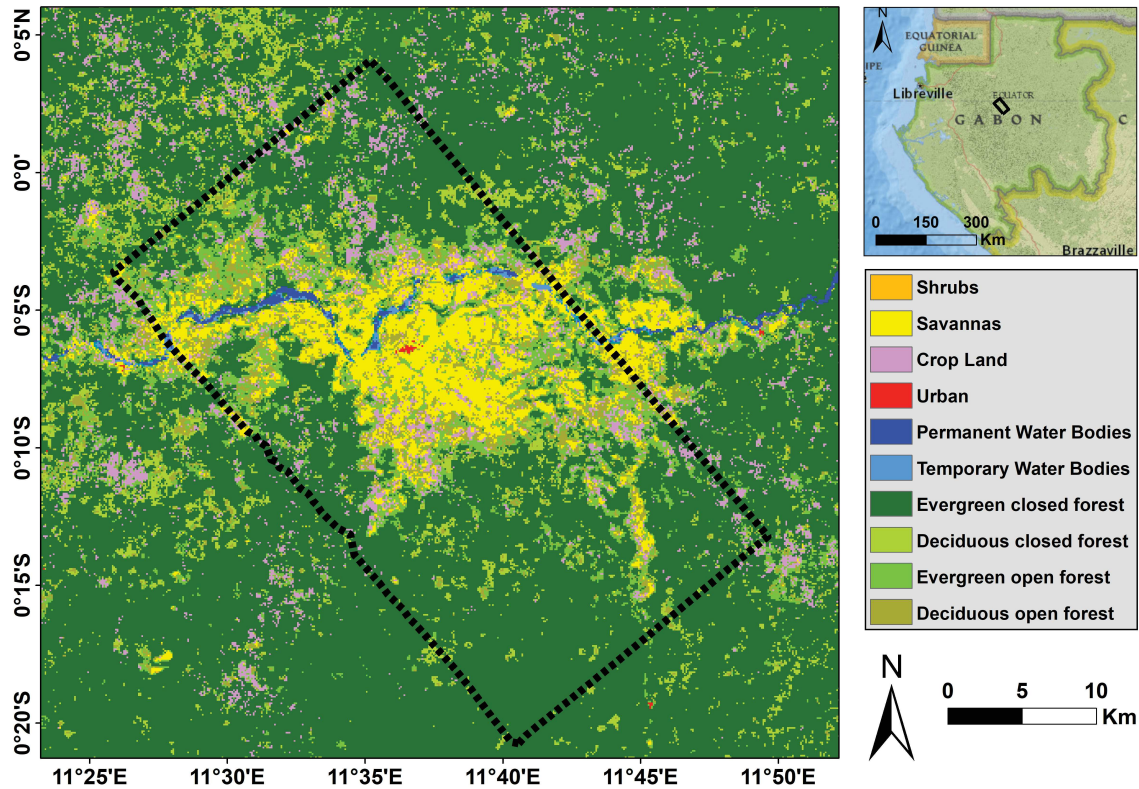 0°5'N
0°0'
0°5'S
0°10'S
0°15'S
0°20'S
11°25'E
11°30'E
11°35'E
11°40'E
11°45'E
11°50'E
N
EQUATORIAL
GUINEA
IPE
Libreville
EQUATOR
GABON
C
0 150 300
Km
Brazzaville
Shrubs
Savannas
Crop Land
Urban
Permanent Water Bodies
Temporary Water Bodies
Evergreen closed forest
Deciduous closed forest
Evergreen open forest
Deciduous open forest
N
0 5 10
Km